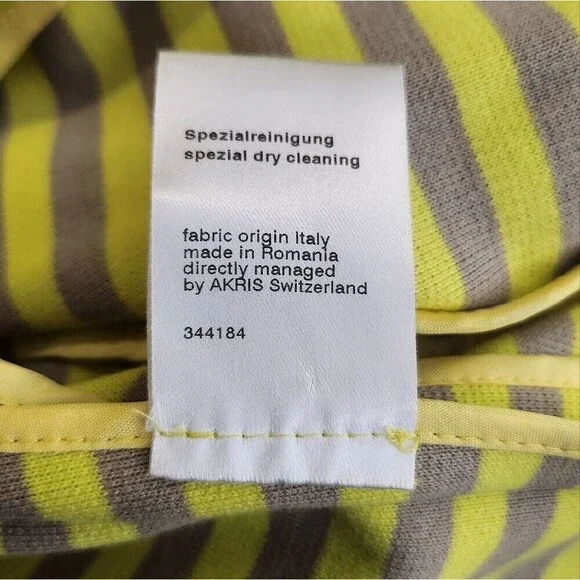 Spezialreinigung
spezial dry cleaning
fabric origin Italy
made in Romania
directly managed
by AKRIS Switzerland
344184